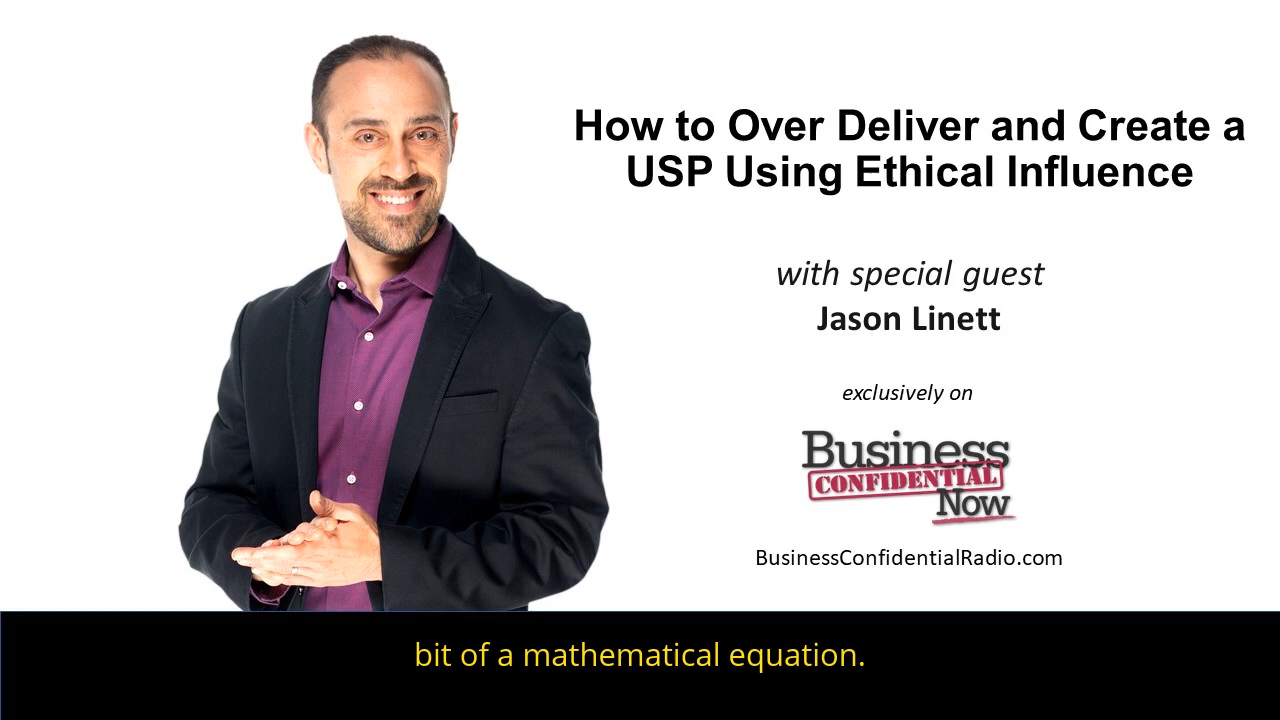 How to Over Deliver and Create a
USP Using Ethical Influence
with special guest
Jason Linett
exclusively on
Business
CONFIDENTIAL
Now
BusinessConfidentialRadio.com
bit of a mathematical equation.